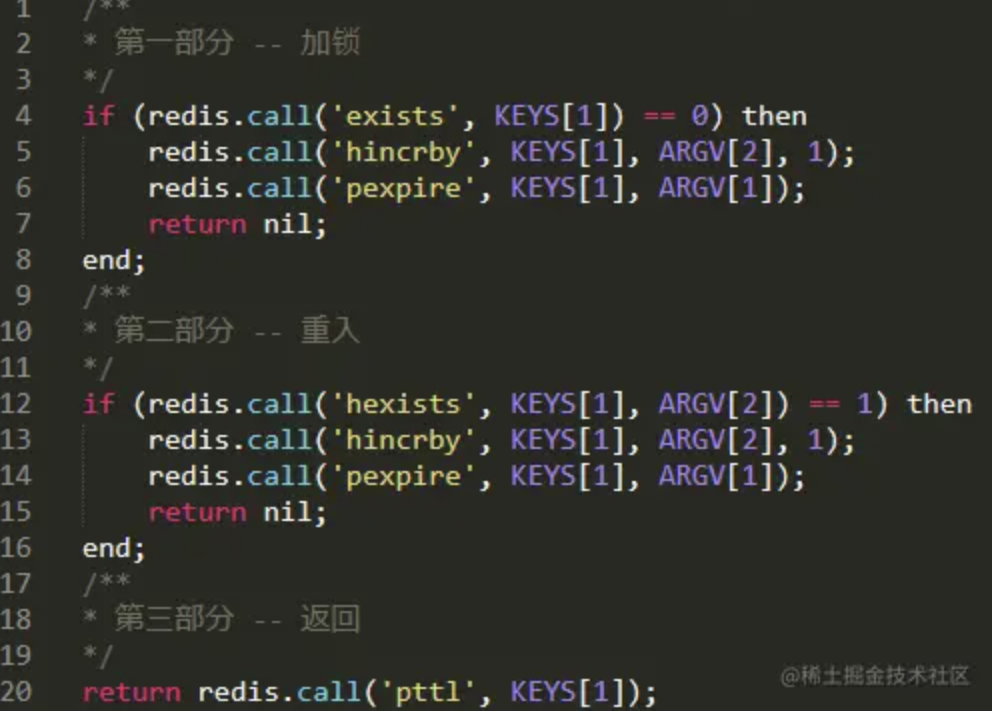 1 /**
2 * 第一部分 -- 加锁
3 */
4 if (redis.call('exists', KEYS[1]) == 0) then
5 redis.call('hincrby', KEYS[1], ARGV[2], 1);
6 redis.call('pexpire', KEYS[1], ARGV[1]);
7 return nil;
8 end;
9 /**
10 * 第二部分 -- 重入
11 */
12 if (redis.call('hexists', KEYS[1], ARGV[2]) == 1) then
13 redis.call('hincrby', KEYS[1], ARGV[2], 1);
14 redis.call('pexpire', KEYS[1], ARGV[1]);
15 return nil;
16 end;
17 /**
18 * 第三部分 -- 返回
19 */
20 return redis.call('pttl', KEYS[1]);
@稀土掘金技术社区